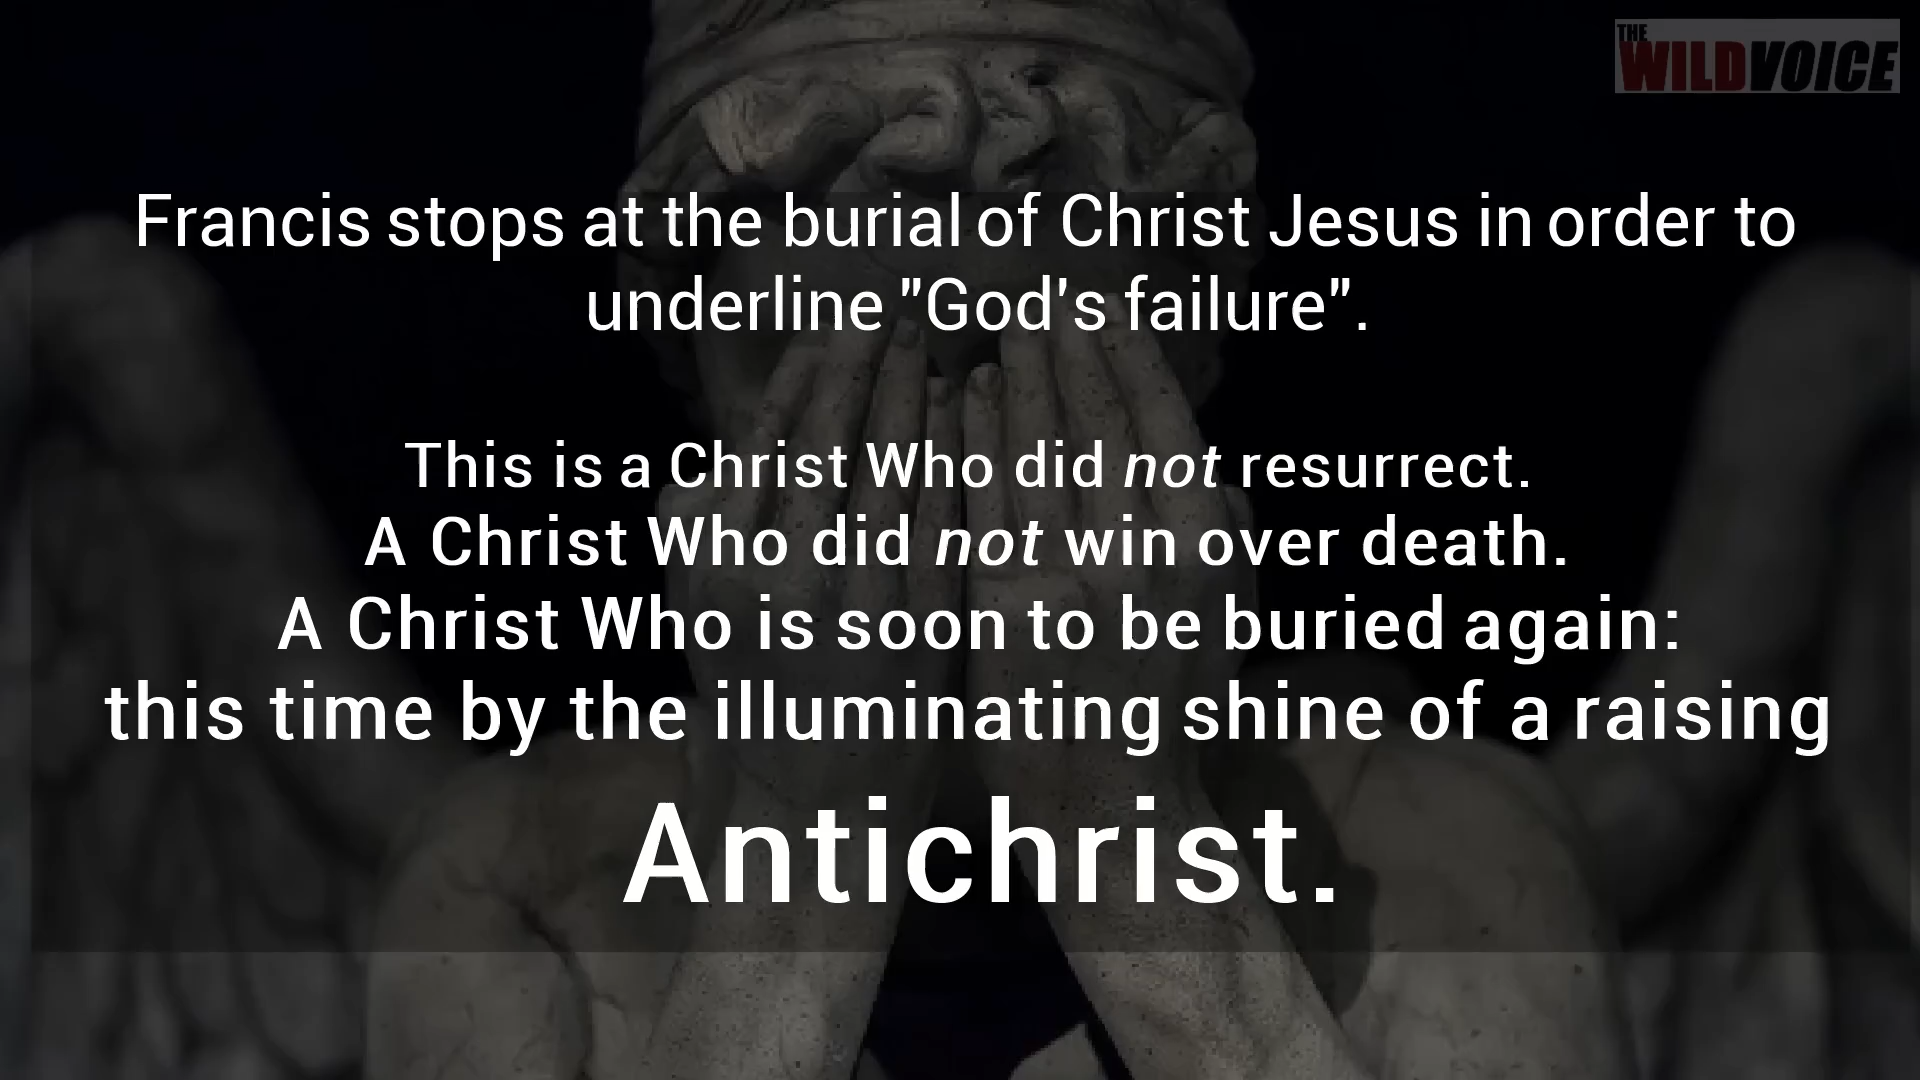 THE
WILDVOICE
Francis stops at the burial of Christ Jesus in order to
underline "God's failure".
This is a Christ Who did not resurrect.
A Christ Who did not win over death.
A Christ Who is soon to be buried again:
this time by the illuminating shine of a raising
Antichrist.